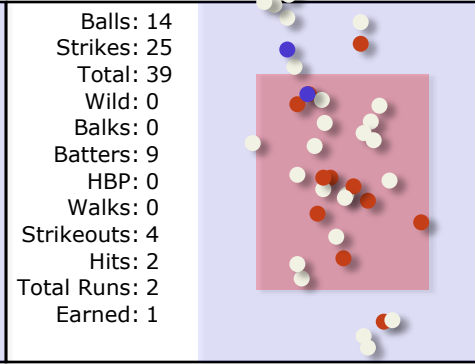 Balls: 14
Strikes: 25
Total: 39
Wild: 0
Balks: 0
Batters: 9
HBP: 0
Walks: 0
Strikeouts: 4
Hits: 2
Total Runs: 2
Earned: 1